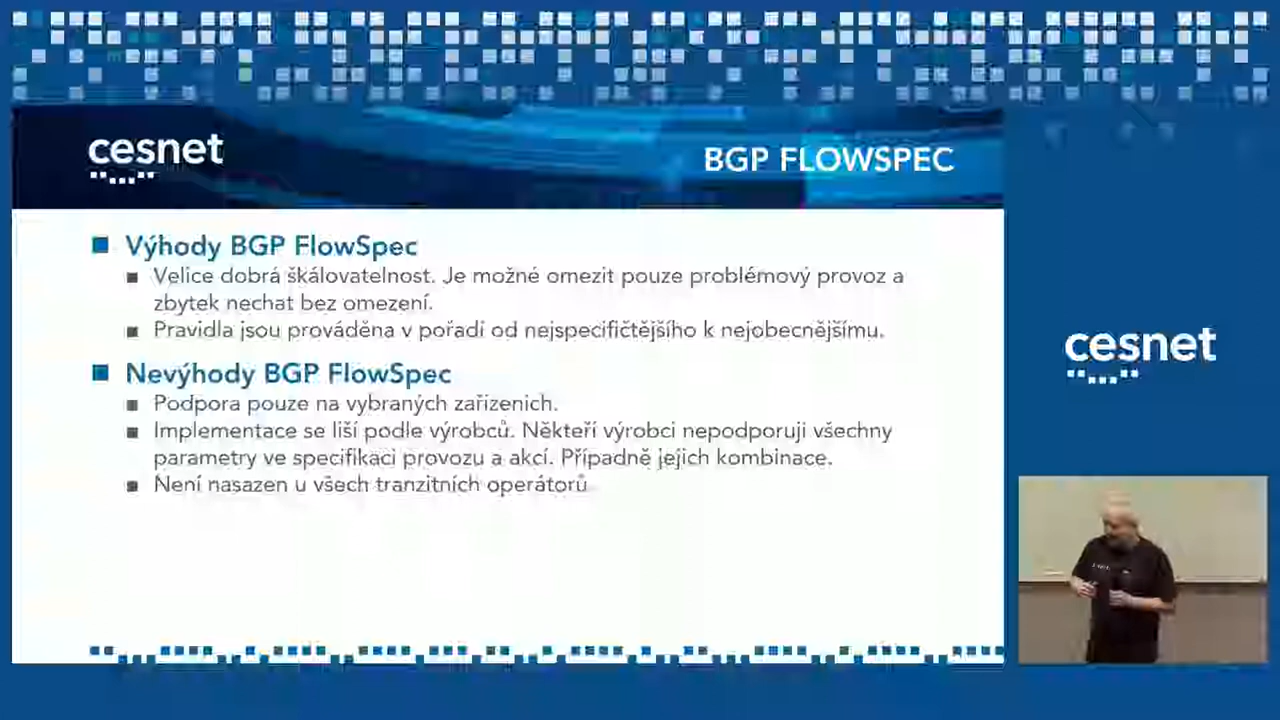 cesnet
BGP FLOWSPEC
Výhody BGP FlowSpec
Velice dobrá škálovatelnost. Je možné omezit pouze problémový provoz a
zbytek nechat bez omezení.
Pravidla jsou prováděna v pořadí od nejspecifičtějšího k nejobecnějšímu.
Nevýhody BGP FlowSpec
Podpora pouze na vybraných zařízeních.
Implementace se liší podle výrobců. Někteří výrobci nepodporují všechny
parametry ve specifikaci provozu a akcí. Případně jejich kombinace.
Není nasazen u všech tranzitních operátorů
cesnet